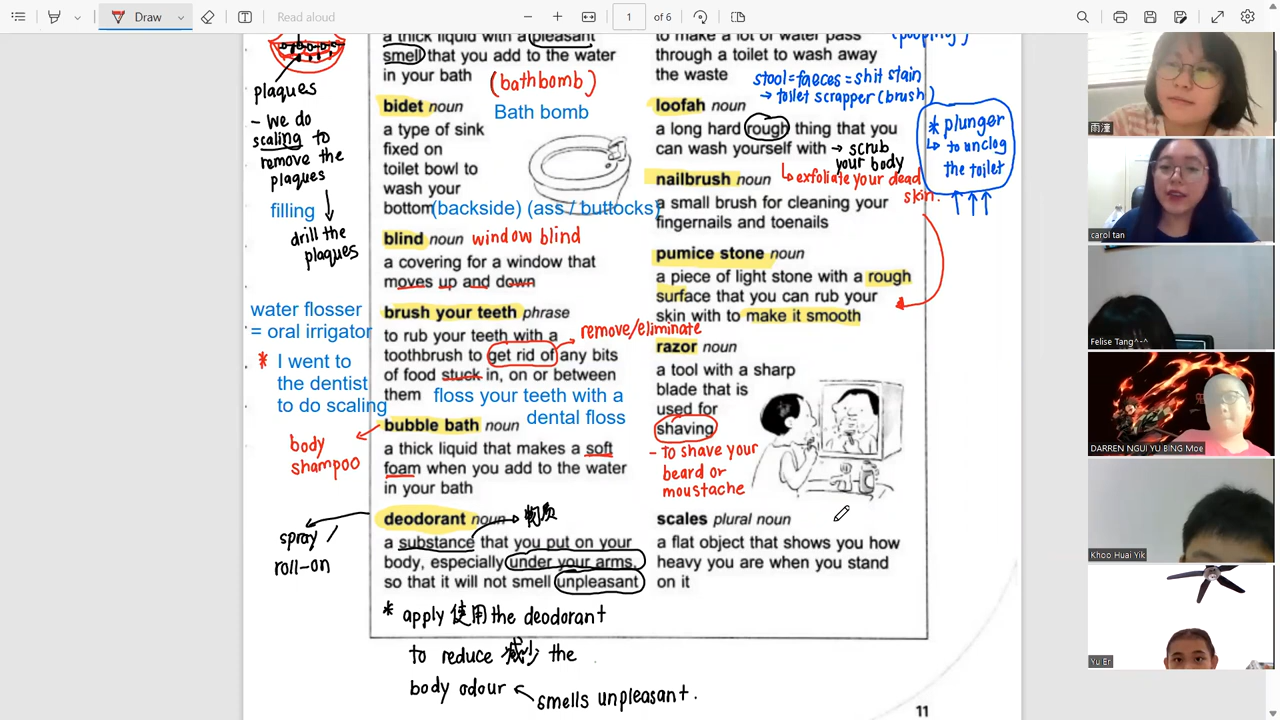 Draw
Read aloud
1 of 6
plaques
- We do
scaling to
remove the
plaques
filling
drill the
plaques
water flosser
= oral irrigator
* I went to
the dentist
to do scaling
body
shampoo
spray /
roll-on
a thick liquid with a pleasant
smell that you add to the water
in your bath
(bathbomb)
bidet noun
Bath bomb
a type of sink
fixed on
toilet bowl to
wash your
bottom (backside) (ass / buttocks)
blind noun window blind
a covering for a window that
moves up and down
brush your teeth phrase
to rub your teeth with a
toothbrush to get rid of any bits
remove/eliminate
of food stuck in, on or between
them
floss your teeth with a
dental floss
bubble bath noun
a thick liquid that makes a soft
foam when you add to the water
in your bath
deodorant noun → 物质
a substance that you put on your
body, especially under your arms,
so that it will not smell unpleasant
* apply 使用 the deodorant
to reduce 减少 the
body odour
smells unpleasant.
to make a lot of water pass
through a toilet to wash away
the waste
(pooping)
stool = faeces = shit stain
→ toilet scrapper (brush)
loofah noun
a long hard rough thing that you
can wash yourself with → scrub
your body
exfoliate your dead
skin.
* plunger
to unclog
the toilet
nailbrush noun
a small brush for cleaning your
fingernails and toenails
pumice stone noun
a piece of light stone with a rough
surface that you can rub your
skin with to make it smooth
razor noun
a tool with a sharp
blade that is
used for
shaving
- to shave your
beard or
moustache
scales plural noun
a flat object that shows you how
heavy you are when you stand
on it
11
雨潼
carol tan
Felise Tang^~^
DARREN NGUI YU BING Moe
Khoo Huai Yik
Yu Er